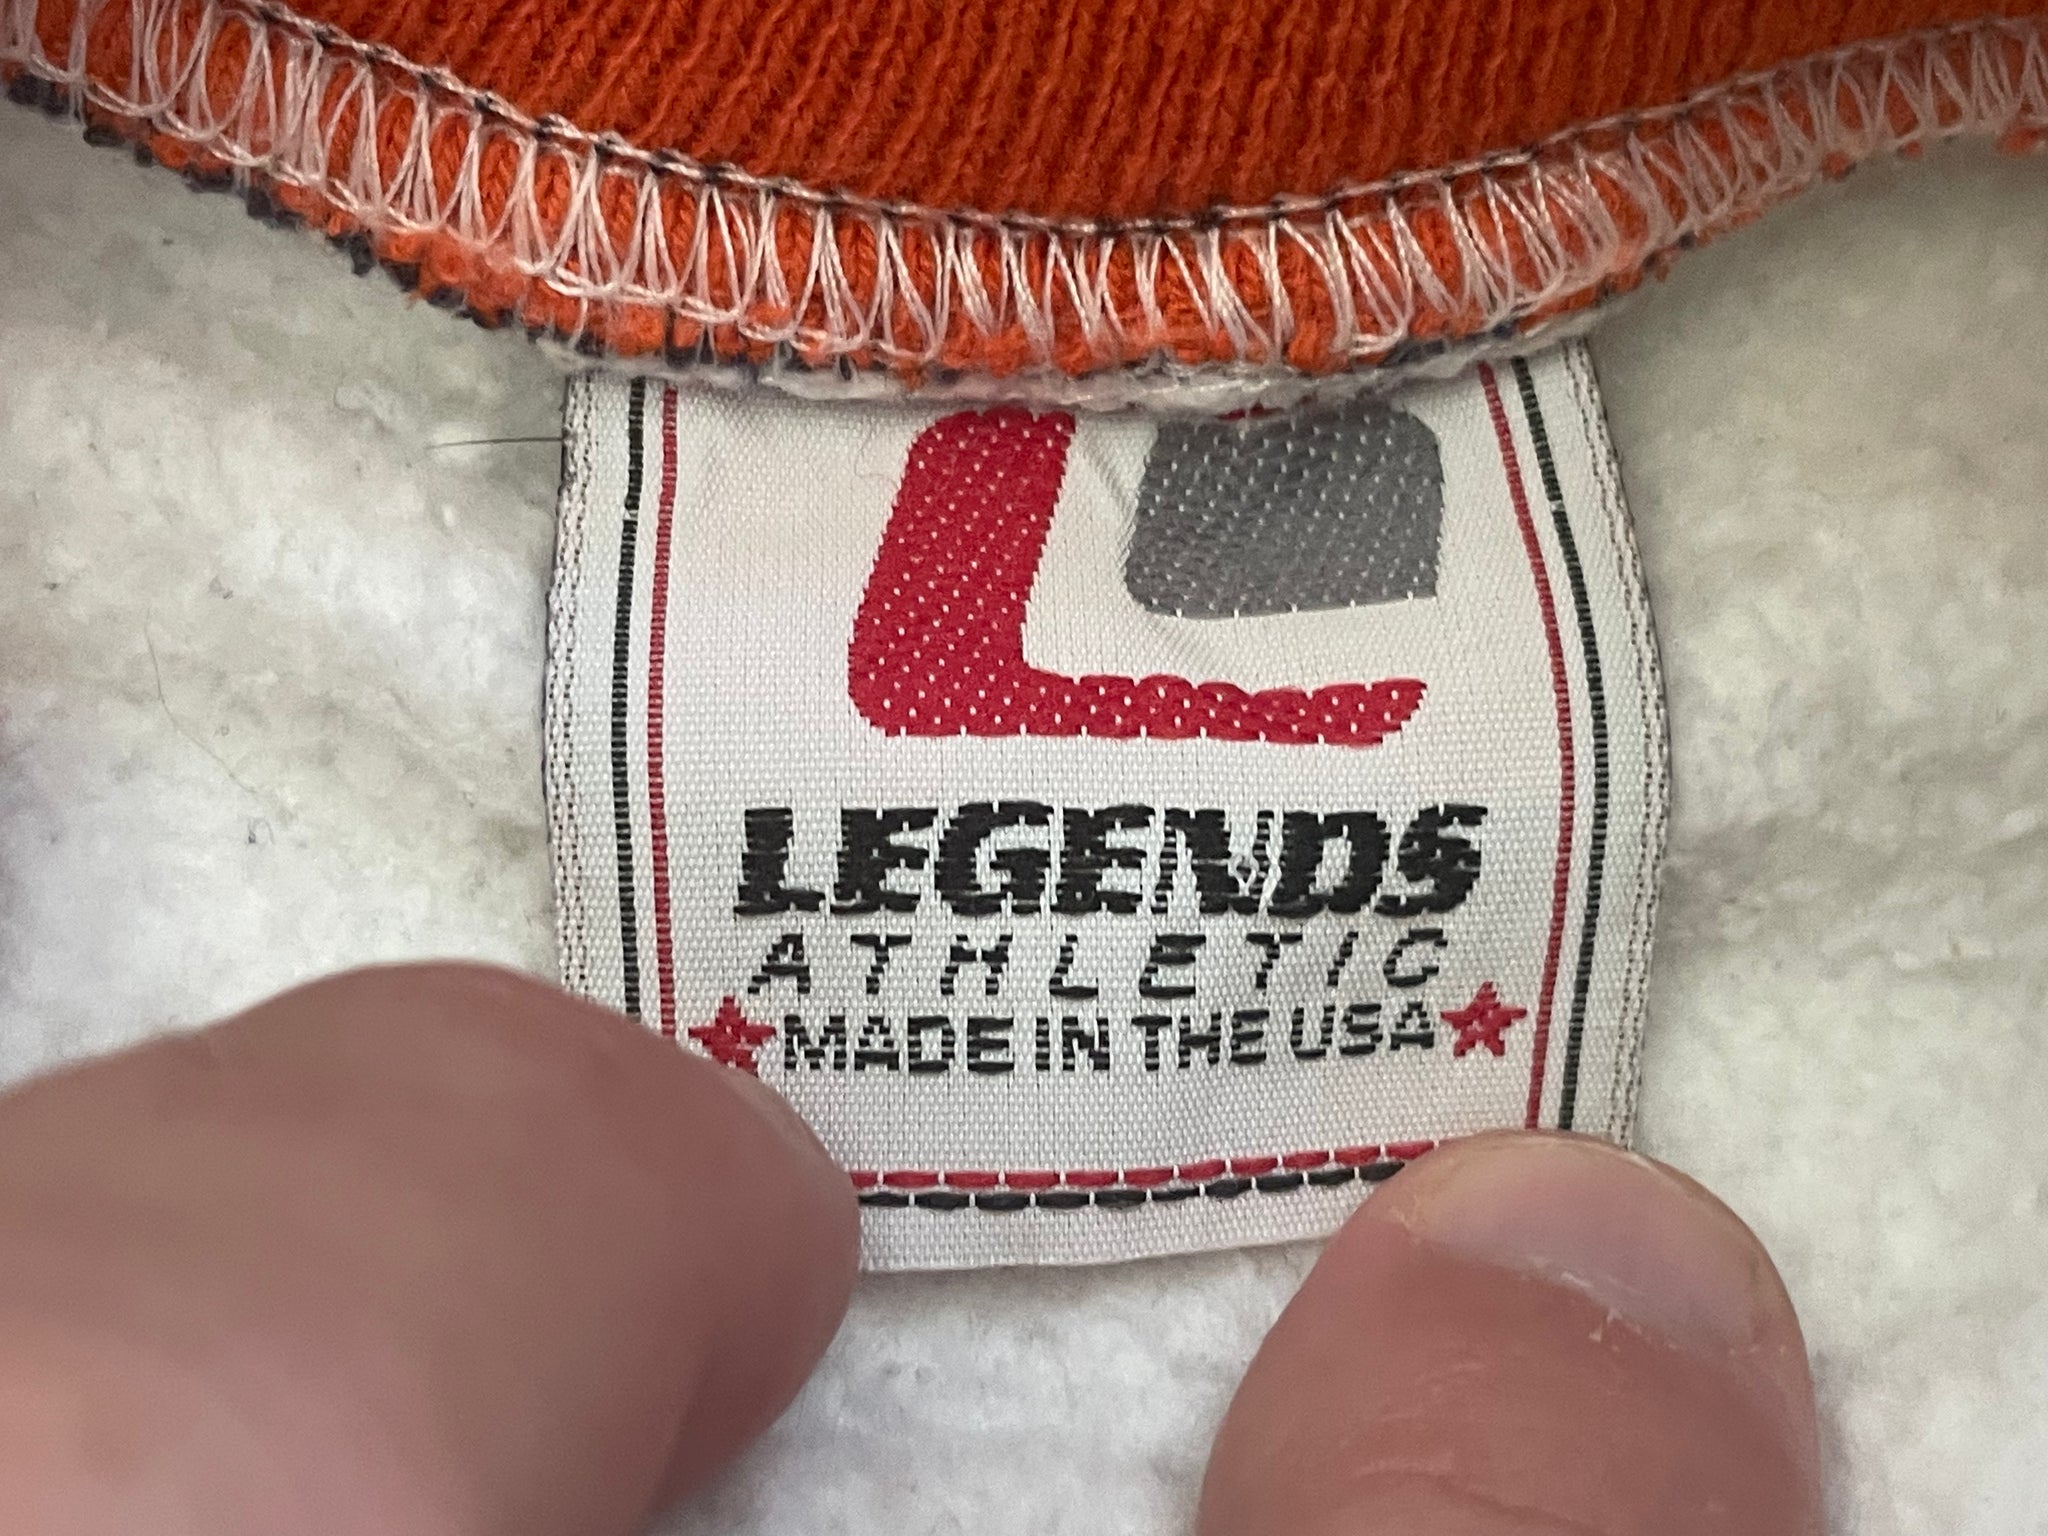 LEGENDS
ATHLETIC
MADE IN THE USA